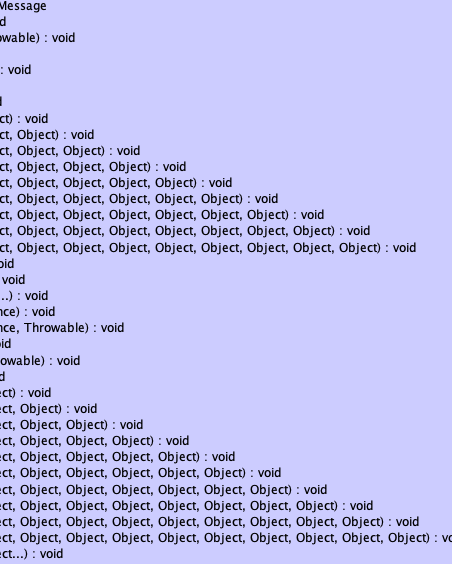 Message
d
owable) : void
: void
d
ct) : void
ct, Object) : void
ct, Object, Object) : void
ct, Object, Object, Object) : void
ct, Object, Object, Object, Object) : void
ct, Object, Object, Object, Object, Object) : void
ct, Object, Object, Object, Object, Object, Object) : void
ct, Object, Object, Object, Object, Object, Object, Object) : void
ct, Object, Object, Object, Object, Object, Object, Object, Object) : void
oid
void
...) : void
nce) : void
nce, Throwable) : void
oid
owable) : void
d
ect) : void
ect, Object) : void
ect, Object, Object) : void
ect, Object, Object, Object) : void
ect, Object, Object, Object, Object) : void
ect, Object, Object, Object, Object, Object) : void
ect, Object, Object, Object, Object, Object, Object) : void
ect, Object, Object, Object, Object, Object, Object, Object) : void
ect, Object, Object, Object, Object, Object, Object, Object, Object) : void
ect, Object, Object, Object, Object, Object, Object, Object, Object, Object) : vo
ect...) : void